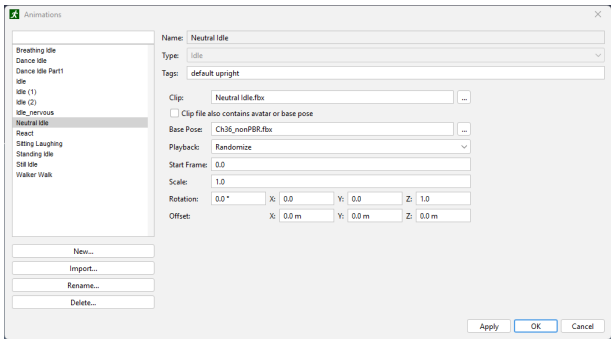 Animations
Name: Neutral Idle
Type: Idle
Tags: default upright
Breathing Idle
Dance Idle
Dance Idle Part1
Idle
Idle (1)
Idle (2)
Idle_nervous
Neutral Idle
React
Sitting Laughing
Standing Idle
Still Idle
Walker Walk
Clip: Neutral Idle.fbx ...
Clip file also contains avatar or base pose
Base Pose: Ch36_nonPBR.fbx ...
Playback: Randomize
Start Frame: 0.0
Scale: 1.0
Rotation: 0.0 ° X: 0.0 Y: 0.0 Z: 1.0
Offset: X: 0.0 m Y: 0.0 m Z: 0.0 m
New...
Import...
Rename...
Delete...
Apply OK Cancel